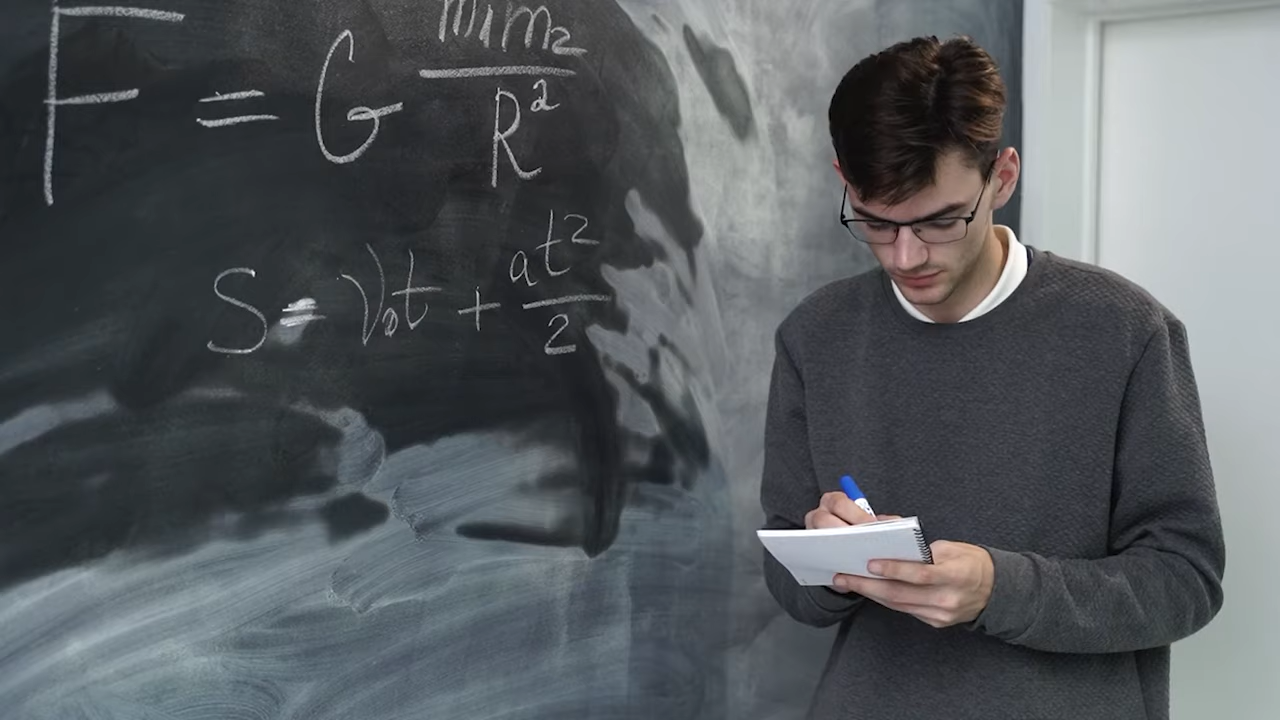 F = G m₁m₂/R²
S = V₀t + at²/2